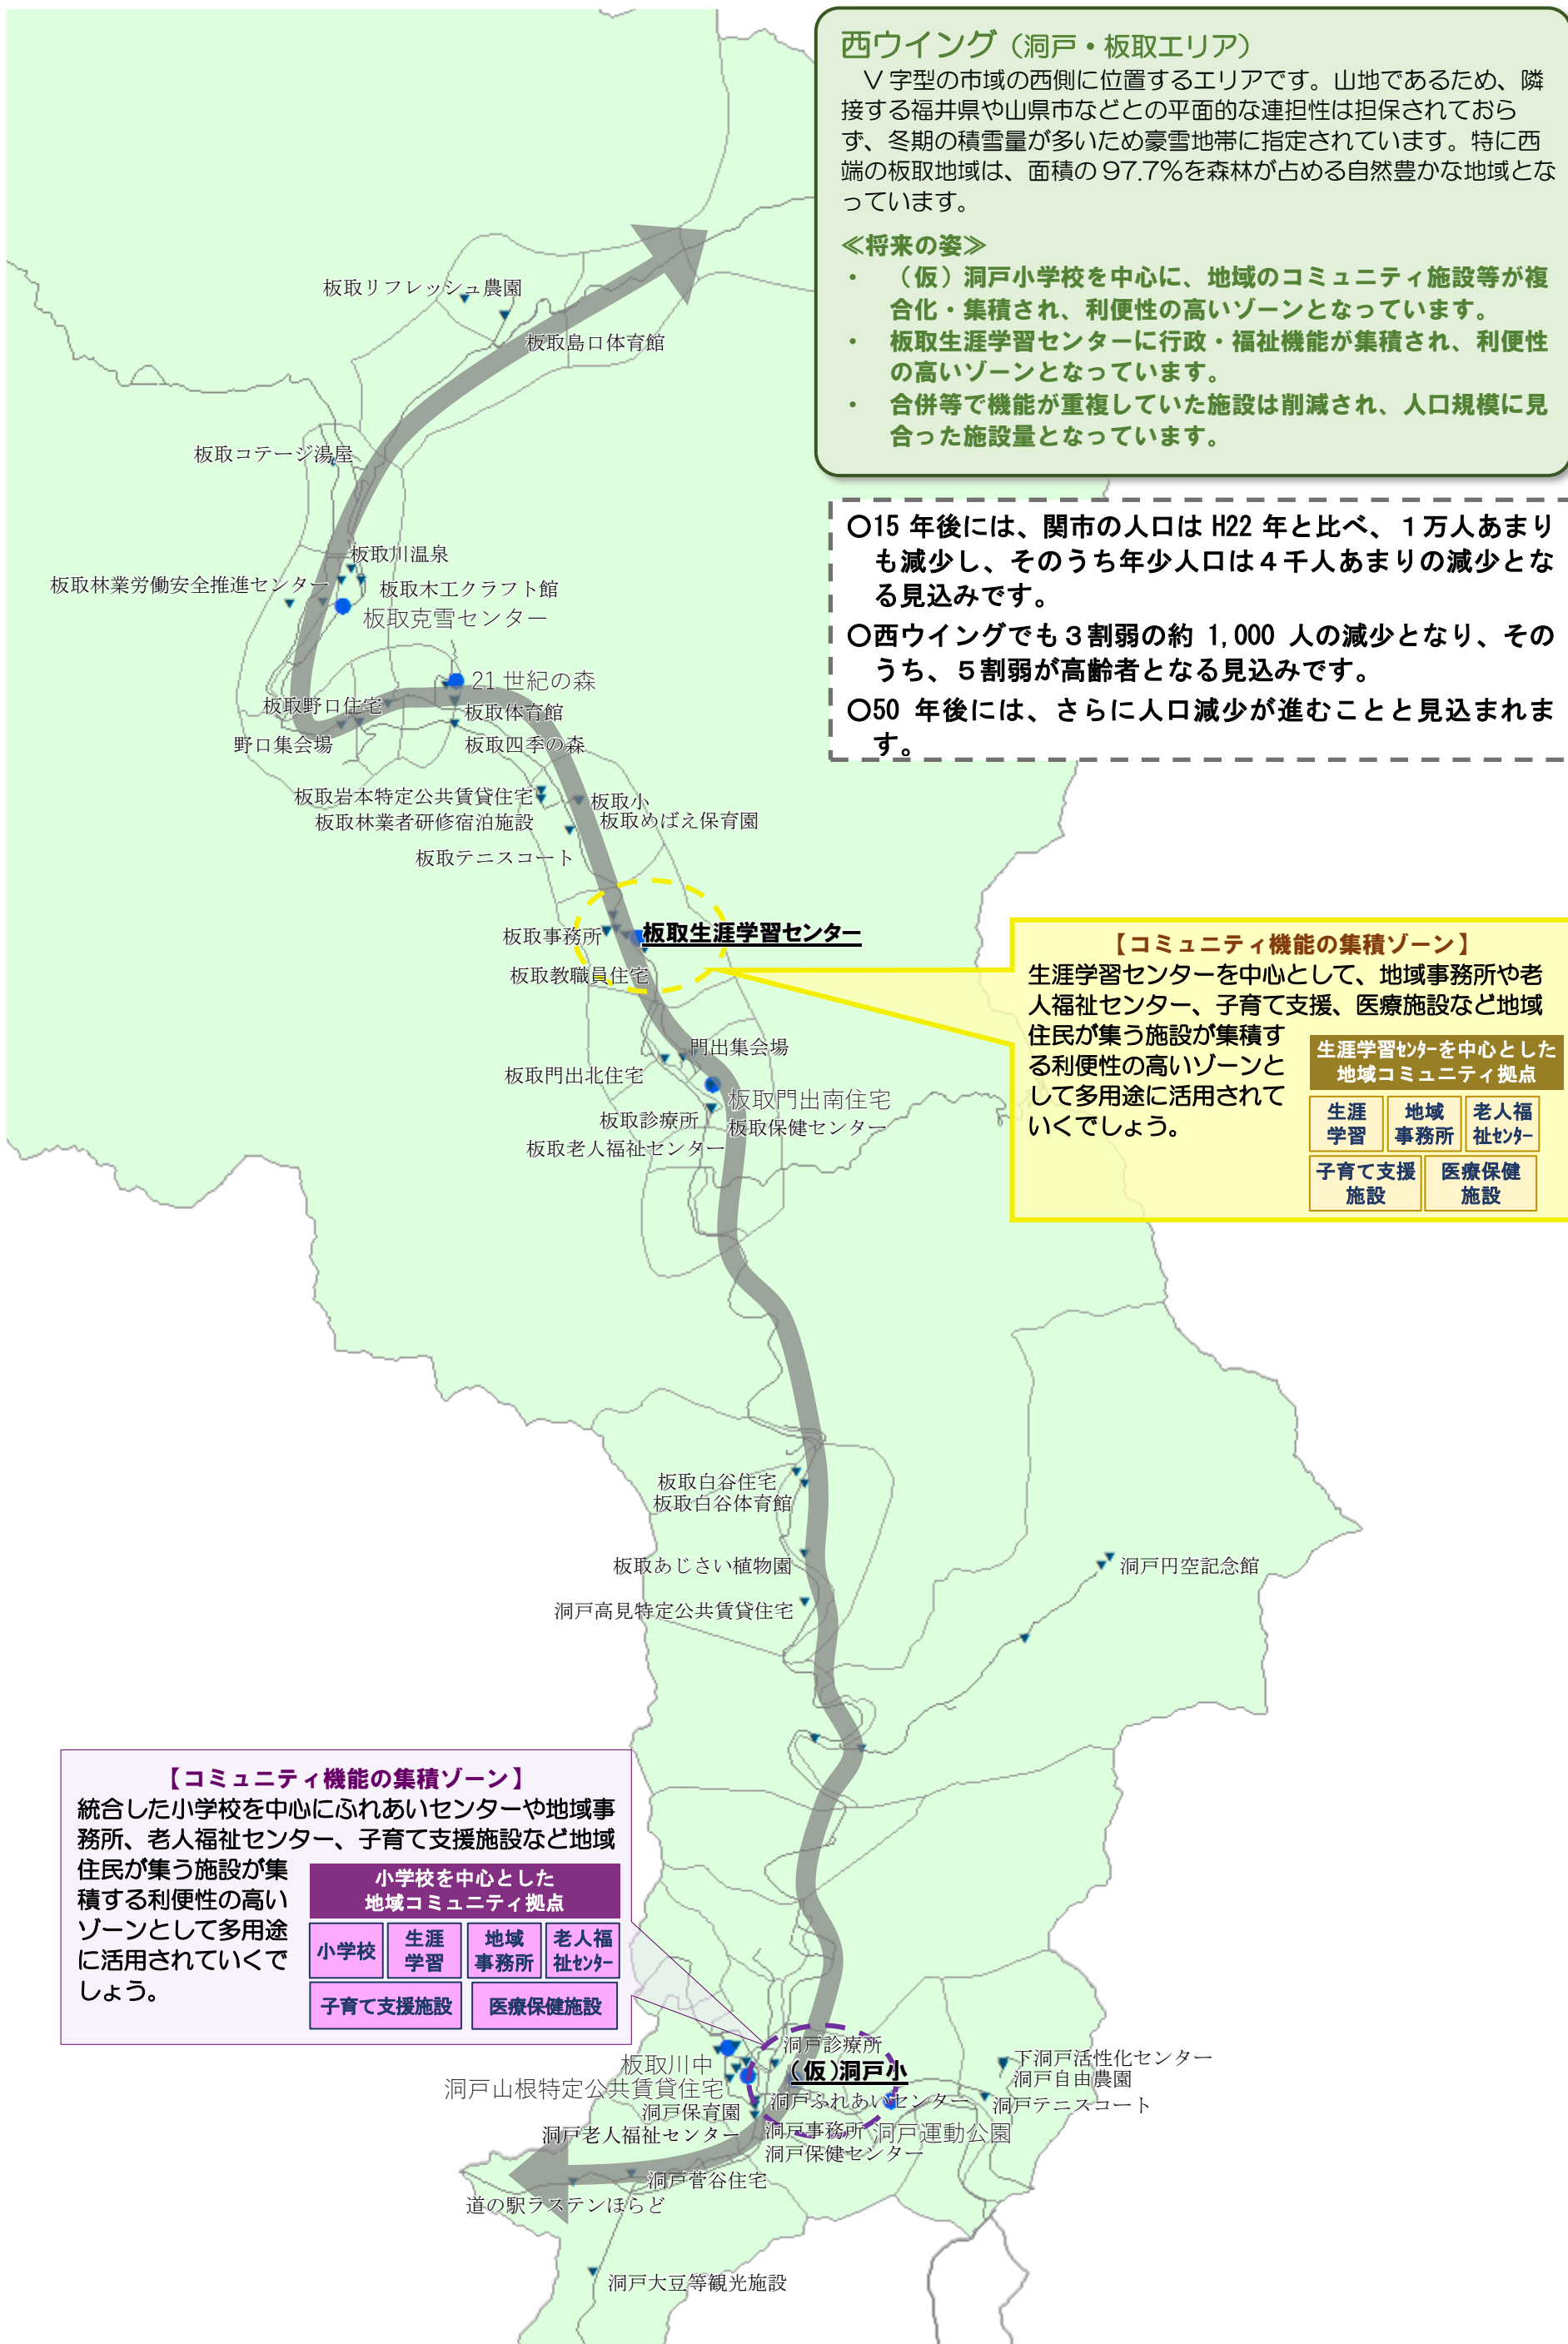 西ウイング（洞戸・板取エリア）
Ｖ字型の市域の西側に位置するエリアです。山地であるため、隣
接する福井県や山県市などとの平面的な連担性は担保されておら
ず、冬期の積雪量が多いため豪雪地帯に指定されています。特に西
端の板取地域は、面積の 97.7%を森林が占める自然豊かな地域とな
っています。
≪将来の姿≫
・ （仮）洞戸小学校を中心に、地域のコミュニティ施設等が複
合化・集積され、利便性の高いゾーンとなっています。
・ 板取生涯学習センターに行政・福祉機能が集積され、利便性
の高いゾーンとなっています。
・ 合併等で機能が重複していた施設は削減され、人口規模に見
合った施設量となっています。
○15 年後には、関市の人口は H22 年と比べ、１万人あまり
も減少し、そのうち年少人口は４千人あまりの減少とな
る見込みです。
○西ウイングでも３割弱の約 1,000 人の減少となり、その
うち、５割弱が高齢者となる見込みです。
○50 年後には、さらに人口減少が進むことと見込まれま
す。
板取リフレッシュ農園
板取島口体育館
板取コテージ湯屋
板取川温泉
板取林業労働安全推進センター
板取木工クラフト館
板取克雪センター
21 世紀の森
板取野口住宅
板取体育館
野口集会場
板取四季の森
板取岩本特定公共賃貸住宅
板取小
板取林業者研修宿泊施設
板取めばえ保育園
板取テニスコート
板取事務所
板取生涯学習センター
板取教職員住宅
【コミュニティ機能の集積ゾーン】
生涯学習センターを中心として、地域事務所や老
人福祉センター、子育て支援、医療施設など地域
住民が集う施設が集積す
る利便性の高いゾーンと
して多用途に活用されて
いくでしょう。
生涯学習ｾﾝﾀｰを中心とした
地域コミュニティ拠点
生涯
学習
地域
事務所
老人福
祉ｾﾝﾀｰ
子育て支援
施設
医療保健
施設
門出集会場
板取門出北住宅
板取門出南住宅
板取診療所
板取保健センター
板取老人福祉センター
板取白谷住宅
板取白谷体育館
板取あじさい植物園
洞戸円空記念館
洞戸高見特定公共賃貸住宅
【コミュニティ機能の集積ゾーン】
統合した小学校を中心にふれあいセンターや地域事
務所、老人福祉センター、子育て支援施設など地域
住民が集う施設が集
積する利便性の高い
ゾーンとして多用途
に活用されていくで
しょう。
小学校を中心とした
地域コミュニティ拠点
小学校
生涯
学習
地域
事務所
老人福
祉ｾﾝﾀｰ
子育て支援施設
医療保健施設
洞戸診療所
板取川中
（仮）洞戸小
下洞戸活性化センター
洞戸自由農園
洞戸山根特定公共賃貸住宅
洞戸ふれあいセンター
洞戸テニスコート
洞戸保育園
洞戸事務所
洞戸運動公園
洞戸老人福祉センター
洞戸保健センター
洞戸菅谷住宅
道の駅ラステンほらど
洞戸大豆等観光施設